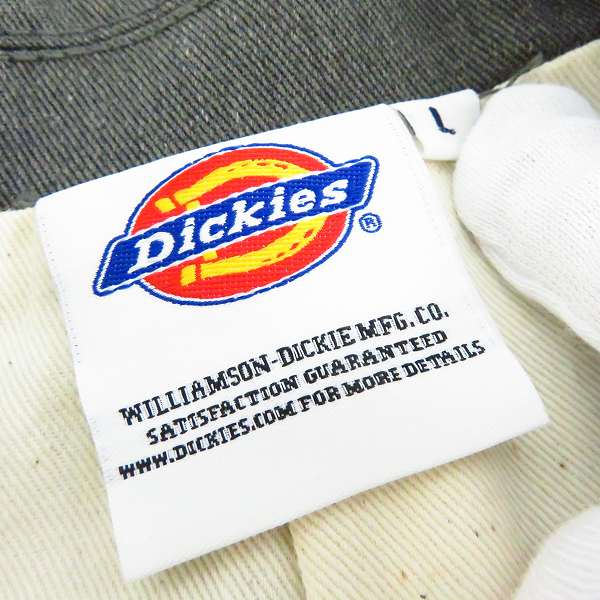 L
Dickies
®
WILLIAMSON-DICKIE MFG. CO.
SATISFACTION GUARANTEED
WWW.DICKIES.COM FOR MORE DETAILS